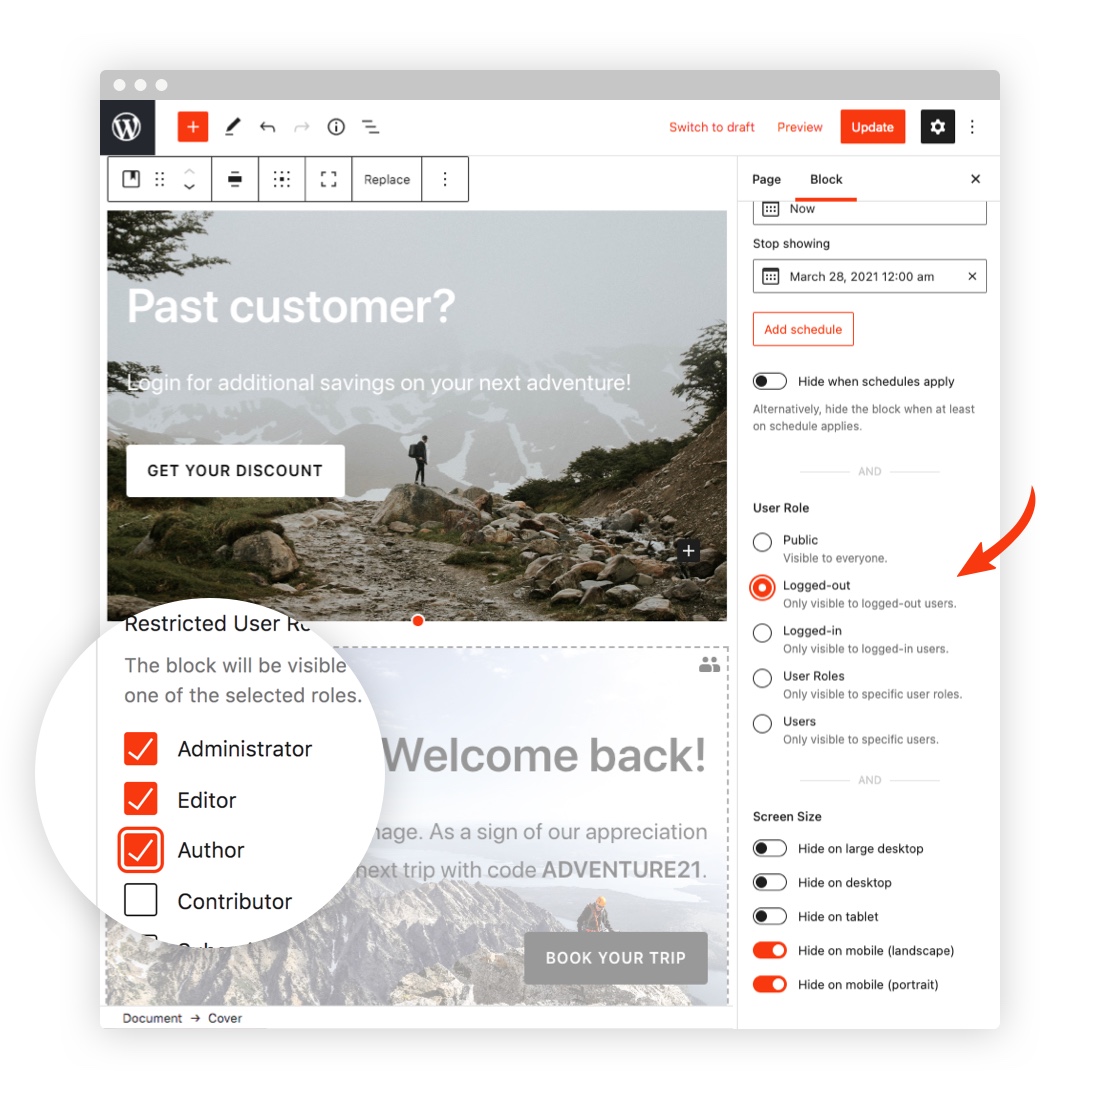 Switch to draft
Preview
Update
Replace
Page
Block
Now
Stop showing
March 28, 2021 12:00 am
Add schedule
Hide when schedules apply
Alternatively, hide the block when at least
on schedule applies.
AND
User Role
Public
Visible to everyone.
Logged-out
Only visible to logged-out users.
Logged-in
Only visible to logged-in users.
User Roles
Only visible to specific user roles.
Users
Only visible to specific users.
AND
Screen Size
Hide on large desktop
Hide on desktop
Hide on tablet
Hide on mobile (landscape)
Hide on mobile (portrait)
Past customer?
Login for additional savings on your next adventure!
GET YOUR DISCOUNT
Restricted User
The block will be visible
one of the selected roles.
Administrator
Editor
Author
Contributor
Welcome back!
As a sign of our appreciation
next trip with code ADVENTURE21.
BOOK YOUR TRIP
Document → Cover